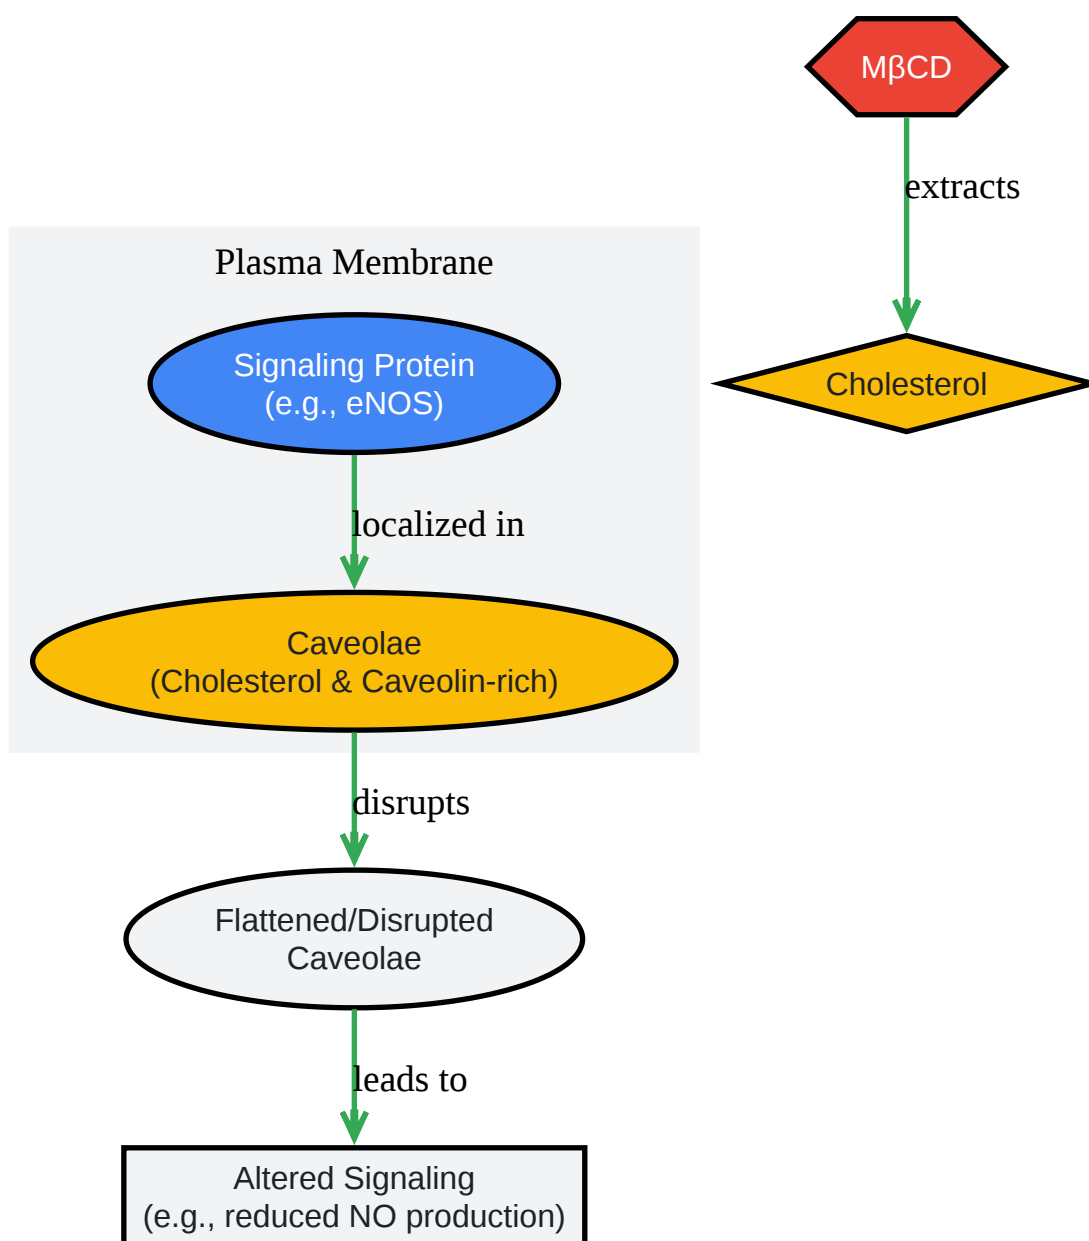 MβCD
extracts
Plasma Membrane
Signaling Protein
(e.g., eNOS)
Cholesterol
localized in
Caveolae
(Cholesterol & Caveolin-rich)
disrupts
Flattened/Disrupted
Caveolae
leads to
Altered Signaling
(e.g., reduced NO production)